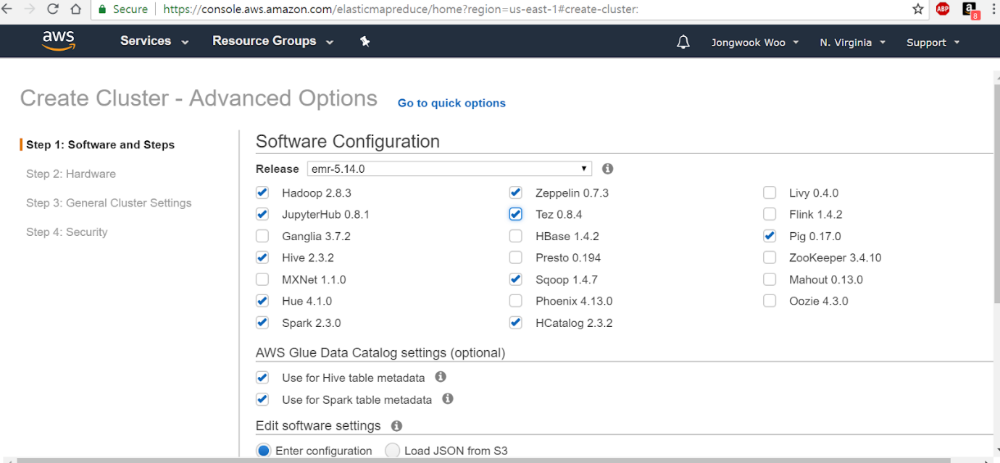 Secure https://console.aws.amazon.com/elasticmapreduce/home?region=us-east-1#create-cluster: ABP a 8
aws Services Resource Groups Jongwook Woo N. Virginia Support
Create Cluster - Advanced Options Go to quick options
Step 1: Software and Steps
Step 2: Hardware
Step 3: General Cluster Settings
Step 4: Security
Software Configuration
Release emr-5.14.0
Hadoop 2.8.3 Zeppelin 0.7.3 Livy 0.4.0
JupyterHub 0.8.1 Tez 0.8.4 Flink 1.4.2
Ganglia 3.7.2 HBase 1.4.2 Pig 0.17.0
Hive 2.3.2 Presto 0.194 ZooKeeper 3.4.10
MXNet 1.1.0 Sqoop 1.4.7 Mahout 0.13.0
Hue 4.1.0 Phoenix 4.13.0 Oozie 4.3.0
Spark 2.3.0 HCatalog 2.3.2
AWS Glue Data Catalog settings (optional)
Use for Hive table metadata
Use for Spark table metadata
Edit software settings
Enter configuration Load JSON from S3